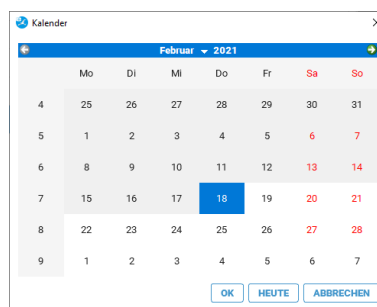 Kalender
Februar 2021
Mo Di Mi Do Fr Sa So
4 25 26 27 28 29 30 31
5 1 2 3 4 5 6 7
6 8 9 10 11 12 13 14
7 15 16 17 18 19 20 21
8 22 23 24 25 26 27 28
9 1 2 3 4 5 6 7
OK HEUTE ABBRECHEN